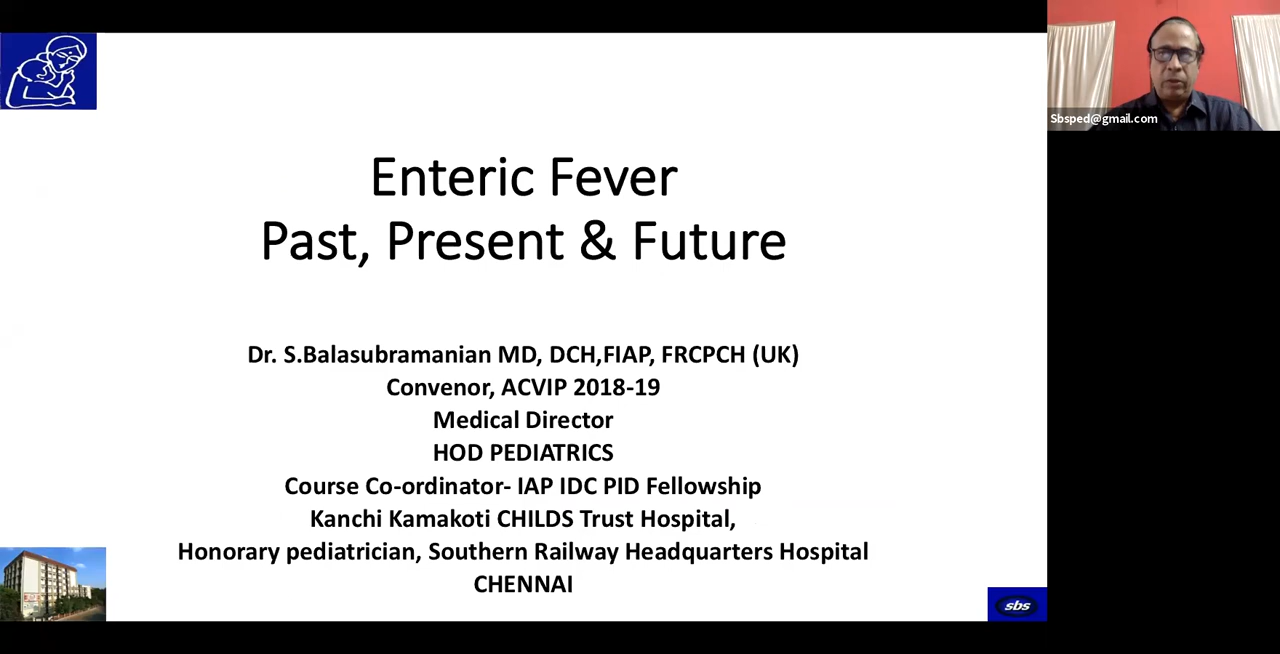 Sbsped@gmail.com
Enteric Fever
Past, Present & Future
Dr. S.Balasubramanian MD, DCH,FIAP, FRCPCH (UK)
Convenor, ACVIP 2018-19
Medical Director
HOD PEDIATRICS
Course Co-ordinator- IAP IDC PID Fellowship
Kanchi Kamakoti CHILDS Trust Hospital,
Honorary pediatrician, Southern Railway Headquarters Hospital
CHENNAI
sbs